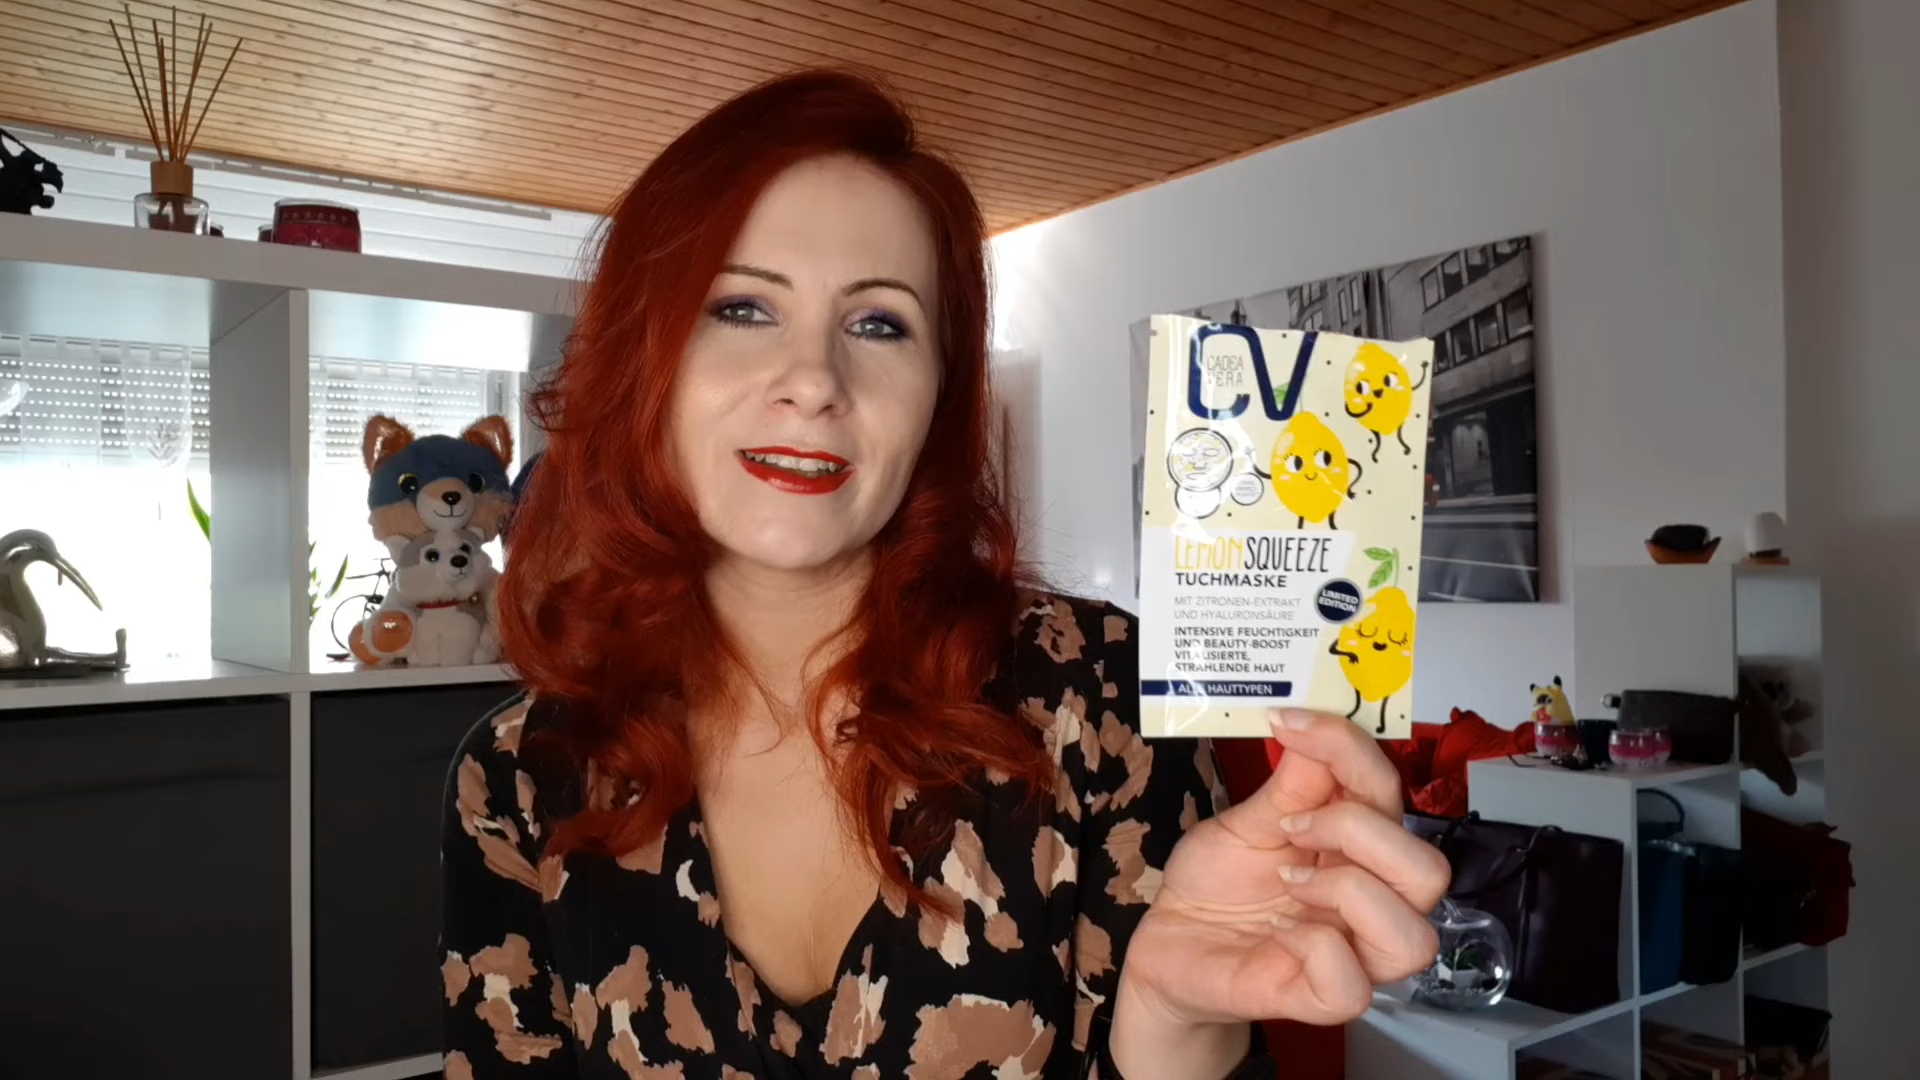 CV
CADEA
VERA
LEMON SQUEEZE
TUCHMASKE
MIT ZITRONEN-EXTRAKT
UND HYALURONSÄURE
LIMITED
EDITION
INTENSIVE FEUCHTIGKEIT
UND BEAUTY-BOOST
VITALISIERTE,
STRAHLENDE HAUT
ALLE HAUTTYPEN